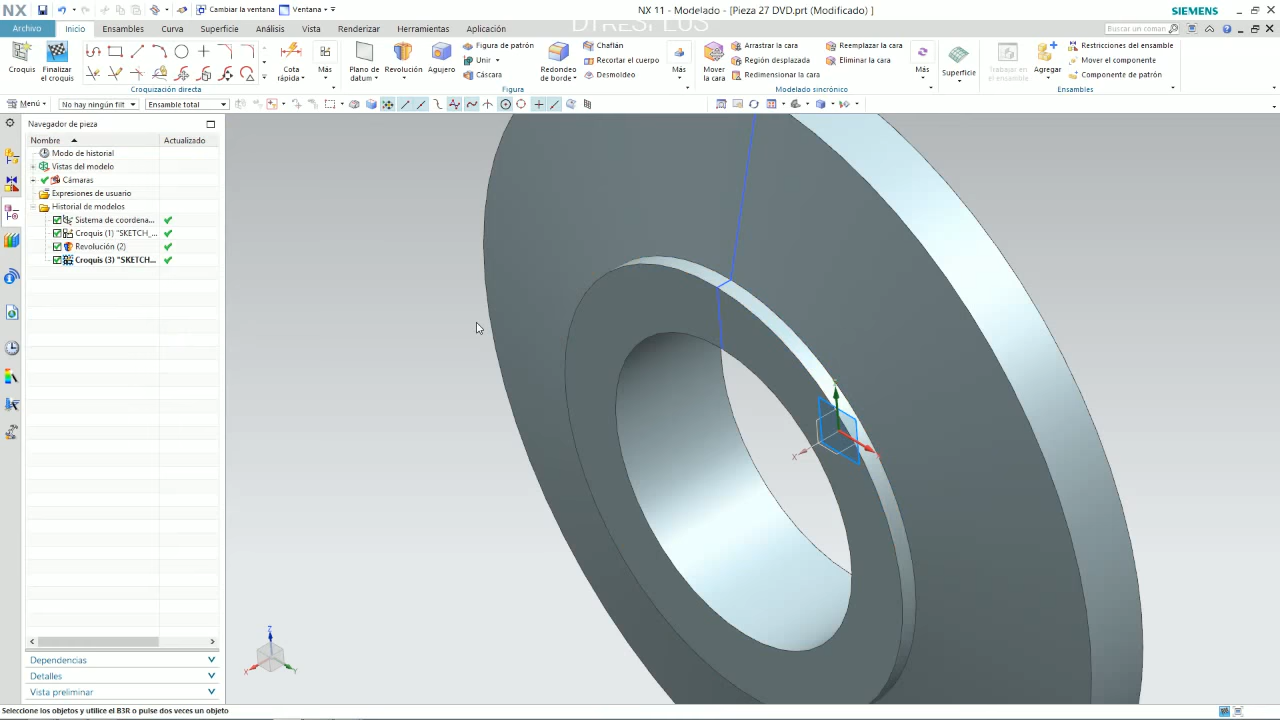 NX
Cambiar la ventana
Ventana
NX 11 - Modelado - [Pieza 27 DVD.prt (Modificado) ]
SIEMENS
DTRESPLUS
Archivo
Inicio
Ensambles
Curva
Superficie
Análisis
Vista
Renderizar
Herramientas
Aplicación
Buscar un coman
Croquis
Finalizar
el croquis
Cota
rápida
Más
Croquización directa
Plano de
datum
Revolución
Agujero
Figura de patrón
Unir
Cáscara
Redondeo
de borde
Chaflán
Recortar el cuerpo
Desmoldeo
Más
Figura
Mover
la cara
Arrastrar la cara
Región desplazada
Redimensionar la cara
Reemplazar la cara
Eliminar la cara
Más
Modelado sincrónico
Superficie
Trabajar en
el ensamble
Agregar
Restricciones del ensamble
Mover el componente
Componente de patrón
Ensambles
Menú
No hay ningún filt
Ensamble total
Navegador de pieza
Nombre
Actualizado
Modo de historial
Vistas del modelo
Cámaras
Expresiones de usuario
Historial de modelos
Sistema de coordena...
Croquis (1) "SKETCH_...
Revolución (2)
Croquis (3) "SKETCH...
X
Z
X
Y
Dependencias
Detalles
Vista preliminar
Seleccione los objetos y utilice el B3R o pulse dos veces un objeto